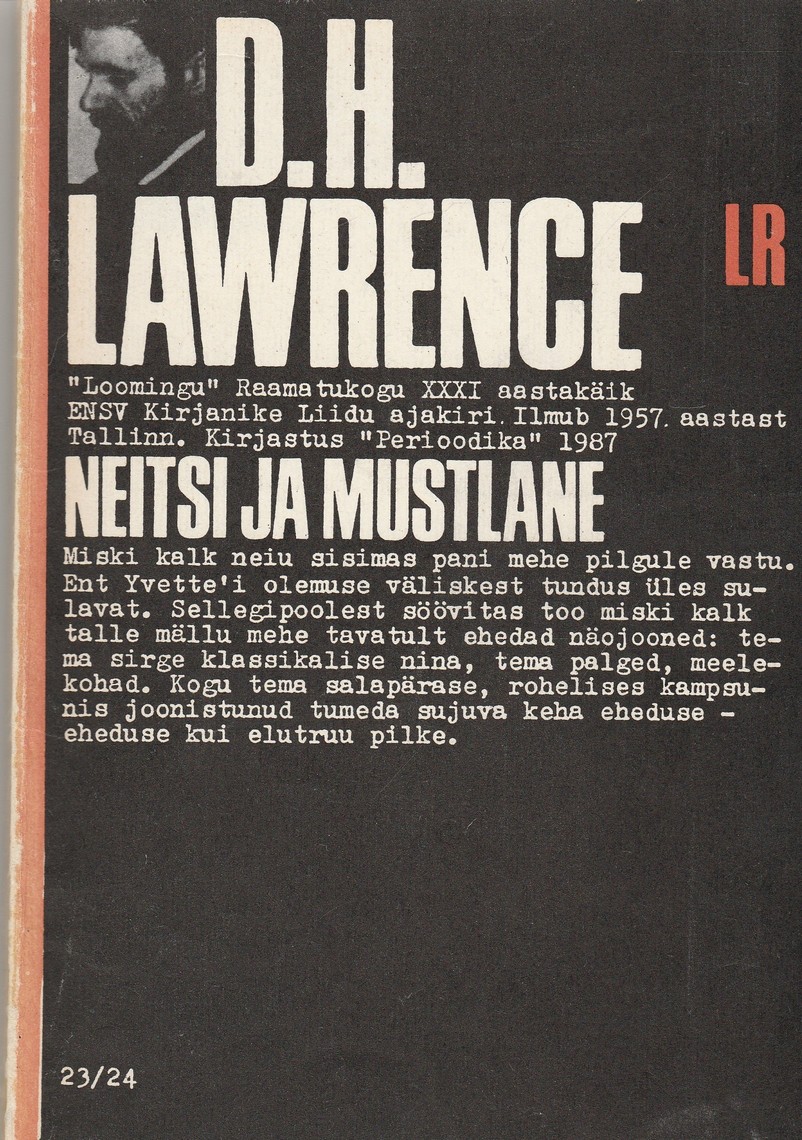 D.H.
LAWRENCE
LR
"Loomingu" Raamatukogu XXXI aastakäik
ENSV Kirjanike Liidu ajakiri. Ilmub 1957. aastast
Tallinn. Kirjastus "Perioodika" 1987
NEITSI JA MUSTLANE
Miski kalk neiu sisimas pani mehe pilgule vastu.
Ent Yvette'i olemuse väliskest tundus üles su-
lavat. Sellegipoolest söövitas too miski kalk
talle mällu mehe tavatult ehedad näojooned: te-
ma sirge klassikalise nina, tema palged, meele-
kohad. Kogu tema salapärase, rohelises kampsu-
nis joonistunud tumeda sujuva keha eheduse –
eheduse kui elutruu pilke.
23/24